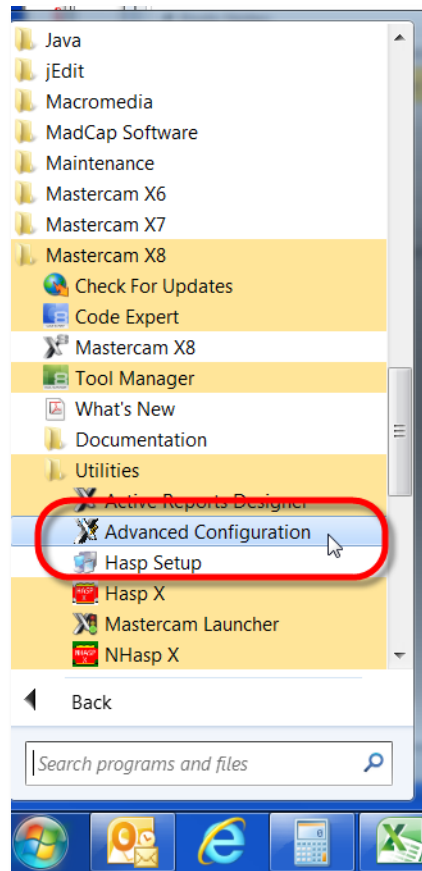 Java
jEdit
Macromedia
MadCap Software
Maintenance
Mastercam X6
Mastercam X7
Mastercam X8
Check For Updates
Code Expert
Mastercam X8
Tool Manager
What's New
Documentation
Utilities
Active Reports Designer
Advanced Configuration
Hasp Setup
Hasp X
Mastercam Launcher
NHasp X
Back
Search programs and files